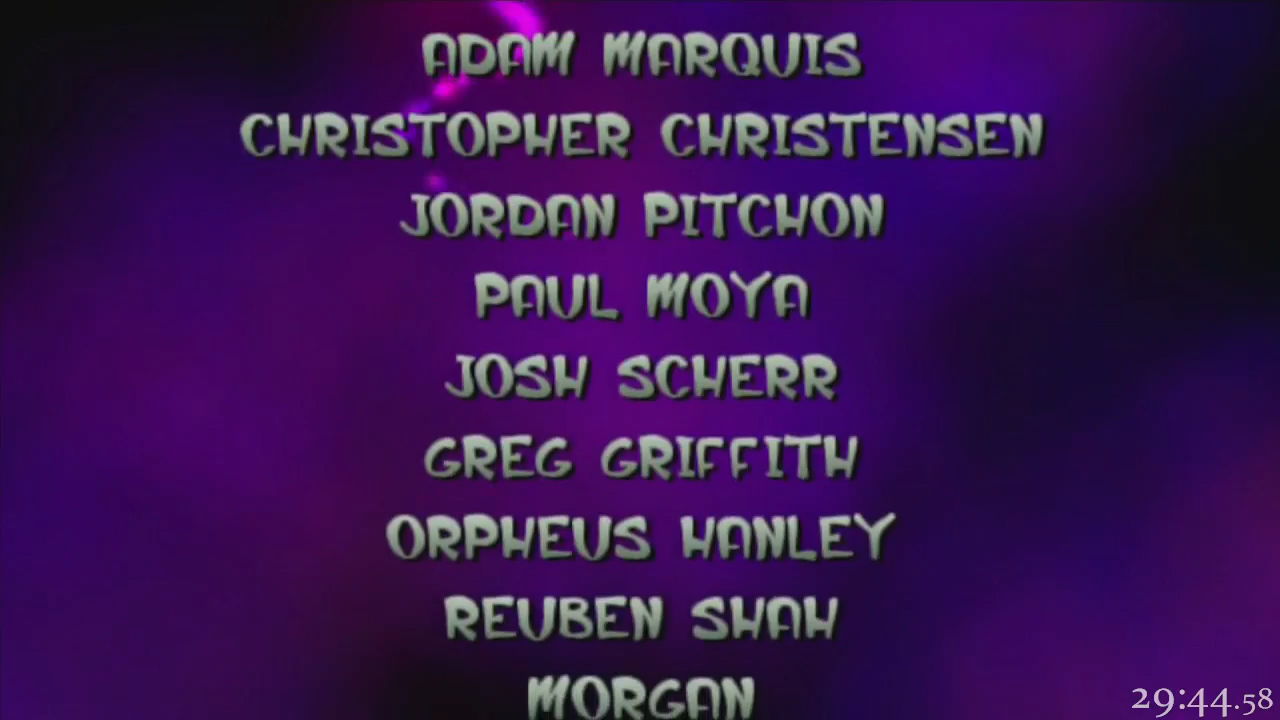 ADAM MARQUIS
CHRISTOPHER CHRISTENSEN
JORDAN PITCHON
PAUL MOYA
JOSH SCHERR
GREG GRIFFITH
ORPHEUS HANLEY
REUBEN SHAH
MORGAN
29:44.58